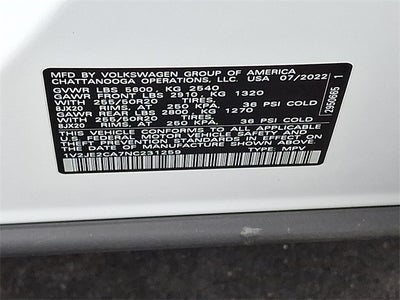 MFD. BY VOLKSWAGEN GROUP OF AMERICA
CHATTANOOGA OPERATIONS, LLC. USA 07/2022
GVWR LBS 5600, KG 2540
GAWR FRONT LBS 2910, KG 1320
WITH 255/50R20 TIRES,
8JX20 RIMS, AT 250 KPA. 36 PSI COLD
GAWR REAR LBS 2800, KG 1270
WITH 255/50R20 TIRES,
8JX20 RIMS, AT 250 KPA. 36 PSI COLD
THIS VEHICLE CONFORMS TO ALL APPLICABLE
U.S. FEDERAL MOTOR VEHICLE SAFETY AND
THEFT PREVENTION STANDARDS IN EFFECT
ON THE DATE OF MANUFACTURE SHOWN ABOVE.
1V2JE2CA7NC231259 TYPE: MPV
2950665 1